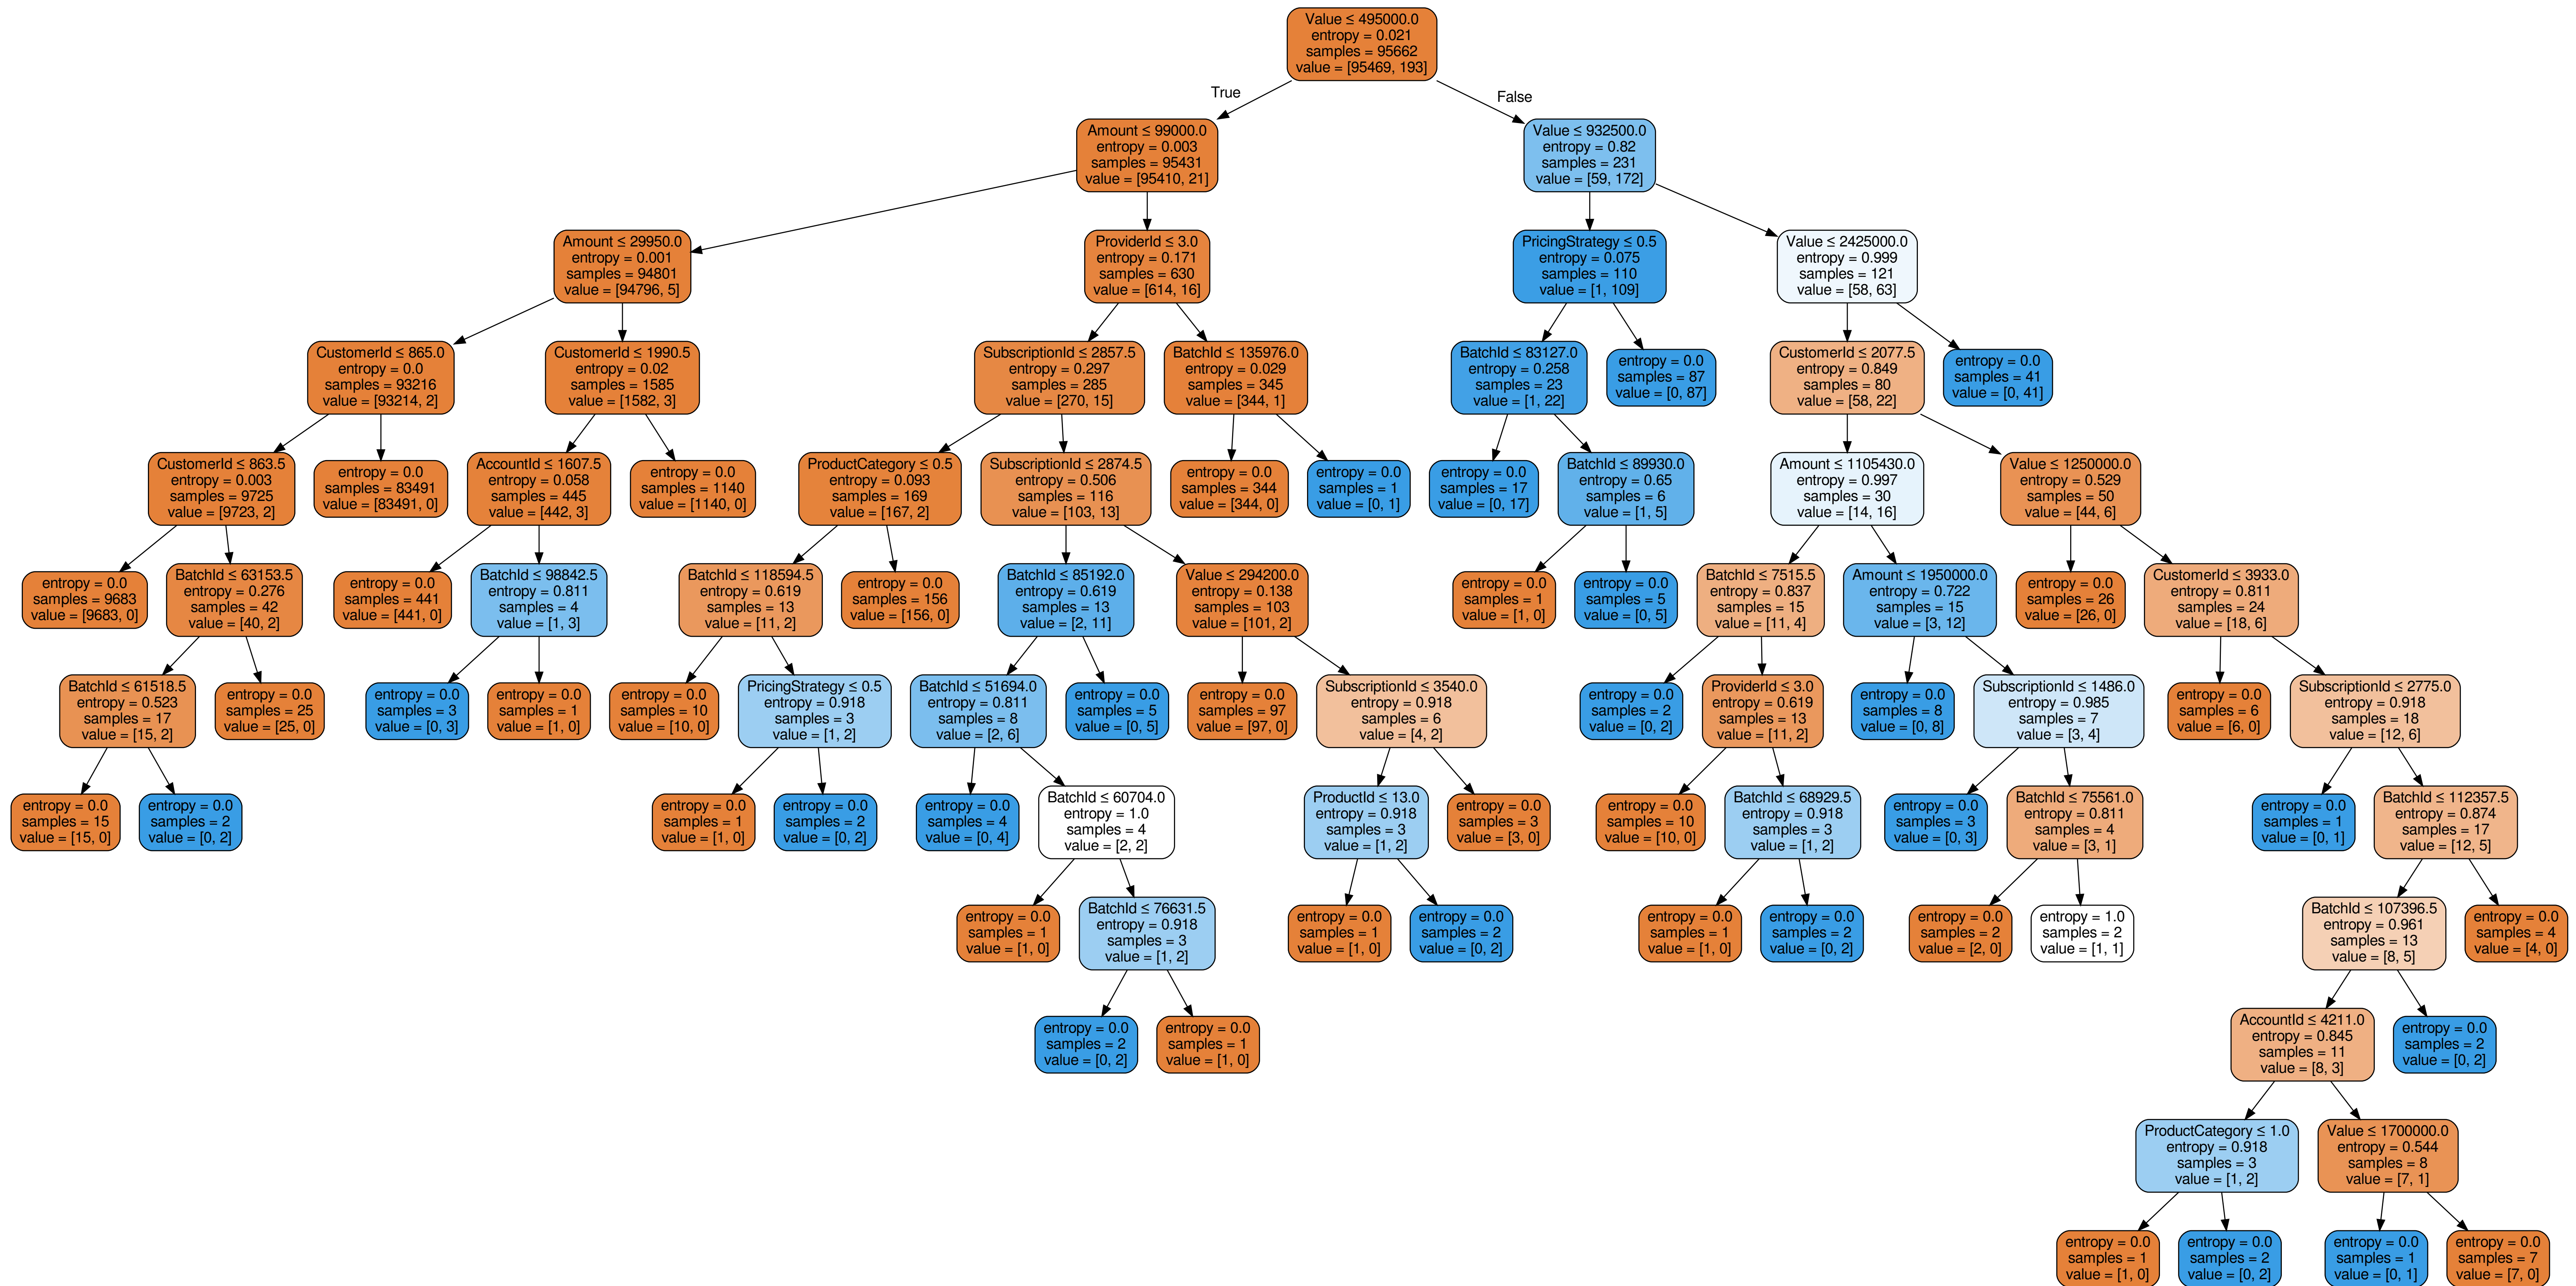 Value ≤ 495000.0
entropy = 0.021
samples = 95662
value = [95469, 193]
True
False
Amount ≤ 99000.0
entropy = 0.003
samples = 95431
value = [95410, 21]
Value ≤ 932500.0
entropy = 0.82
samples = 231
value = [59, 172]
Amount ≤ 29950.0
entropy = 0.001
samples = 94801
value = [94796, 5]
ProviderId ≤ 3.0
entropy = 0.171
samples = 630
value = [614, 16]
PricingStrategy ≤ 0.5
entropy = 0.075
samples = 110
value = [1, 109]
Value ≤ 2425000.0
entropy = 0.999
samples = 121
value = [58, 63]
CustomerId ≤ 865.0
entropy = 0.0
samples = 93216
value = [93214, 2]
CustomerId ≤ 1990.5
entropy = 0.02
samples = 1585
value = [1582, 3]
SubscriptionId ≤ 2857.5
entropy = 0.297
samples = 285
value = [270, 15]
BatchId ≤ 135976.0
entropy = 0.029
samples = 345
value = [344, 1]
BatchId ≤ 83127.0
entropy = 0.258
samples = 23
value = [1, 22]
entropy = 0.0
samples = 87
value = [0, 87]
CustomerId ≤ 2077.5
entropy = 0.849
samples = 80
value = [58, 22]
entropy = 0.0
samples = 41
value = [0, 41]
CustomerId ≤ 863.5
entropy = 0.003
samples = 9725
value = [9723, 2]
entropy = 0.0
samples = 83491
value = [83491, 0]
AccountId ≤ 1607.5
entropy = 0.058
samples = 445
value = [442, 3]
entropy = 0.0
samples = 1140
value = [1140, 0]
ProductCategory ≤ 0.5
entropy = 0.093
samples = 169
value = [167, 2]
SubscriptionId ≤ 2874.5
entropy = 0.506
samples = 116
value = [103, 13]
entropy = 0.0
samples = 344
value = [344, 0]
entropy = 0.0
samples = 1
value = [0, 1]
entropy = 0.0
samples = 17
value = [0, 17]
BatchId ≤ 89930.0
entropy = 0.65
samples = 6
value = [1, 5]
Amount ≤ 1105430.0
entropy = 0.997
samples = 30
value = [14, 16]
Value ≤ 1250000.0
entropy = 0.529
samples = 50
value = [44, 6]
entropy = 0.0
samples = 9683
value = [9683, 0]
BatchId ≤ 63153.5
entropy = 0.276
samples = 42
value = [40, 2]
entropy = 0.0
samples = 441
value = [441, 0]
BatchId ≤ 98842.5
entropy = 0.811
samples = 4
value = [1, 3]
BatchId ≤ 118594.5
entropy = 0.619
samples = 13
value = [11, 2]
entropy = 0.0
samples = 156
value = [156, 0]
BatchId ≤ 85192.0
entropy = 0.619
samples = 13
value = [2, 11]
Value ≤ 294200.0
entropy = 0.138
samples = 103
value = [101, 2]
entropy = 0.0
samples = 1
value = [1, 0]
entropy = 0.0
samples = 5
value = [0, 5]
BatchId ≤ 7515.5
entropy = 0.837
samples = 15
value = [11, 4]
Amount ≤ 1950000.0
entropy = 0.722
samples = 15
value = [3, 12]
entropy = 0.0
samples = 26
value = [26, 0]
CustomerId ≤ 3933.0
entropy = 0.811
samples = 24
value = [18, 6]
BatchId ≤ 61518.5
entropy = 0.523
samples = 17
value = [15, 2]
entropy = 0.0
samples = 25
value = [25, 0]
entropy = 0.0
samples = 3
value = [0, 3]
entropy = 0.0
samples = 1
value = [1, 0]
entropy = 0.0
samples = 10
value = [10, 0]
PricingStrategy ≤ 0.5
entropy = 0.918
samples = 3
value = [1, 2]
BatchId ≤ 51694.0
entropy = 0.811
samples = 8
value = [2, 6]
entropy = 0.0
samples = 5
value = [0, 5]
entropy = 0.0
samples = 97
value = [97, 0]
SubscriptionId ≤ 3540.0
entropy = 0.918
samples = 6
value = [4, 2]
entropy = 0.0
samples = 2
value = [0, 2]
ProviderId ≤ 3.0
entropy = 0.619
samples = 13
value = [11, 2]
entropy = 0.0
samples = 8
value = [0, 8]
SubscriptionId ≤ 1486.0
entropy = 0.985
samples = 7
value = [3, 4]
entropy = 0.0
samples = 6
value = [6, 0]
SubscriptionId ≤ 2775.0
entropy = 0.918
samples = 18
value = [12, 6]
entropy = 0.0
samples = 15
value = [15, 0]
entropy = 0.0
samples = 2
value = [0, 2]
entropy = 0.0
samples = 1
value = [1, 0]
entropy = 0.0
samples = 2
value = [0, 2]
entropy = 0.0
samples = 4
value = [0, 4]
BatchId ≤ 60704.0
entropy = 1.0
samples = 4
value = [2, 2]
ProductId ≤ 13.0
entropy = 0.918
samples = 3
value = [1, 2]
entropy = 0.0
samples = 3
value = [3, 0]
entropy = 0.0
samples = 10
value = [10, 0]
BatchId ≤ 68929.5
entropy = 0.918
samples = 3
value = [1, 2]
entropy = 0.0
samples = 3
value = [0, 3]
BatchId ≤ 75561.0
entropy = 0.811
samples = 4
value = [3, 1]
entropy = 0.0
samples = 1
value = [0, 1]
BatchId ≤ 112357.5
entropy = 0.874
samples = 17
value = [12, 5]
entropy = 0.0
samples = 1
value = [1, 0]
BatchId ≤ 76631.5
entropy = 0.918
samples = 3
value = [1, 2]
entropy = 0.0
samples = 1
value = [1, 0]
entropy = 0.0
samples = 2
value = [0, 2]
entropy = 0.0
samples = 1
value = [1, 0]
entropy = 0.0
samples = 2
value = [0, 2]
entropy = 0.0
samples = 2
value = [2, 0]
entropy = 1.0
samples = 2
value = [1, 1]
BatchId ≤ 107396.5
entropy = 0.961
samples = 13
value = [8, 5]
entropy = 0.0
samples = 4
value = [4, 0]
entropy = 0.0
samples = 2
value = [0, 2]
entropy = 0.0
samples = 1
value = [1, 0]
AccountId ≤ 4211.0
entropy = 0.845
samples = 11
value = [8, 3]
entropy = 0.0
samples = 2
value = [0, 2]
ProductCategory ≤ 1.0
entropy = 0.918
samples = 3
value = [1, 2]
Value ≤ 1700000.0
entropy = 0.544
samples = 8
value = [7, 1]
entropy = 0.0
samples = 1
value = [1, 0]
entropy = 0.0
samples = 2
value = [0, 2]
entropy = 0.0
samples = 1
value = [0, 1]
entropy = 0.0
samples = 7
value = [7, 0]